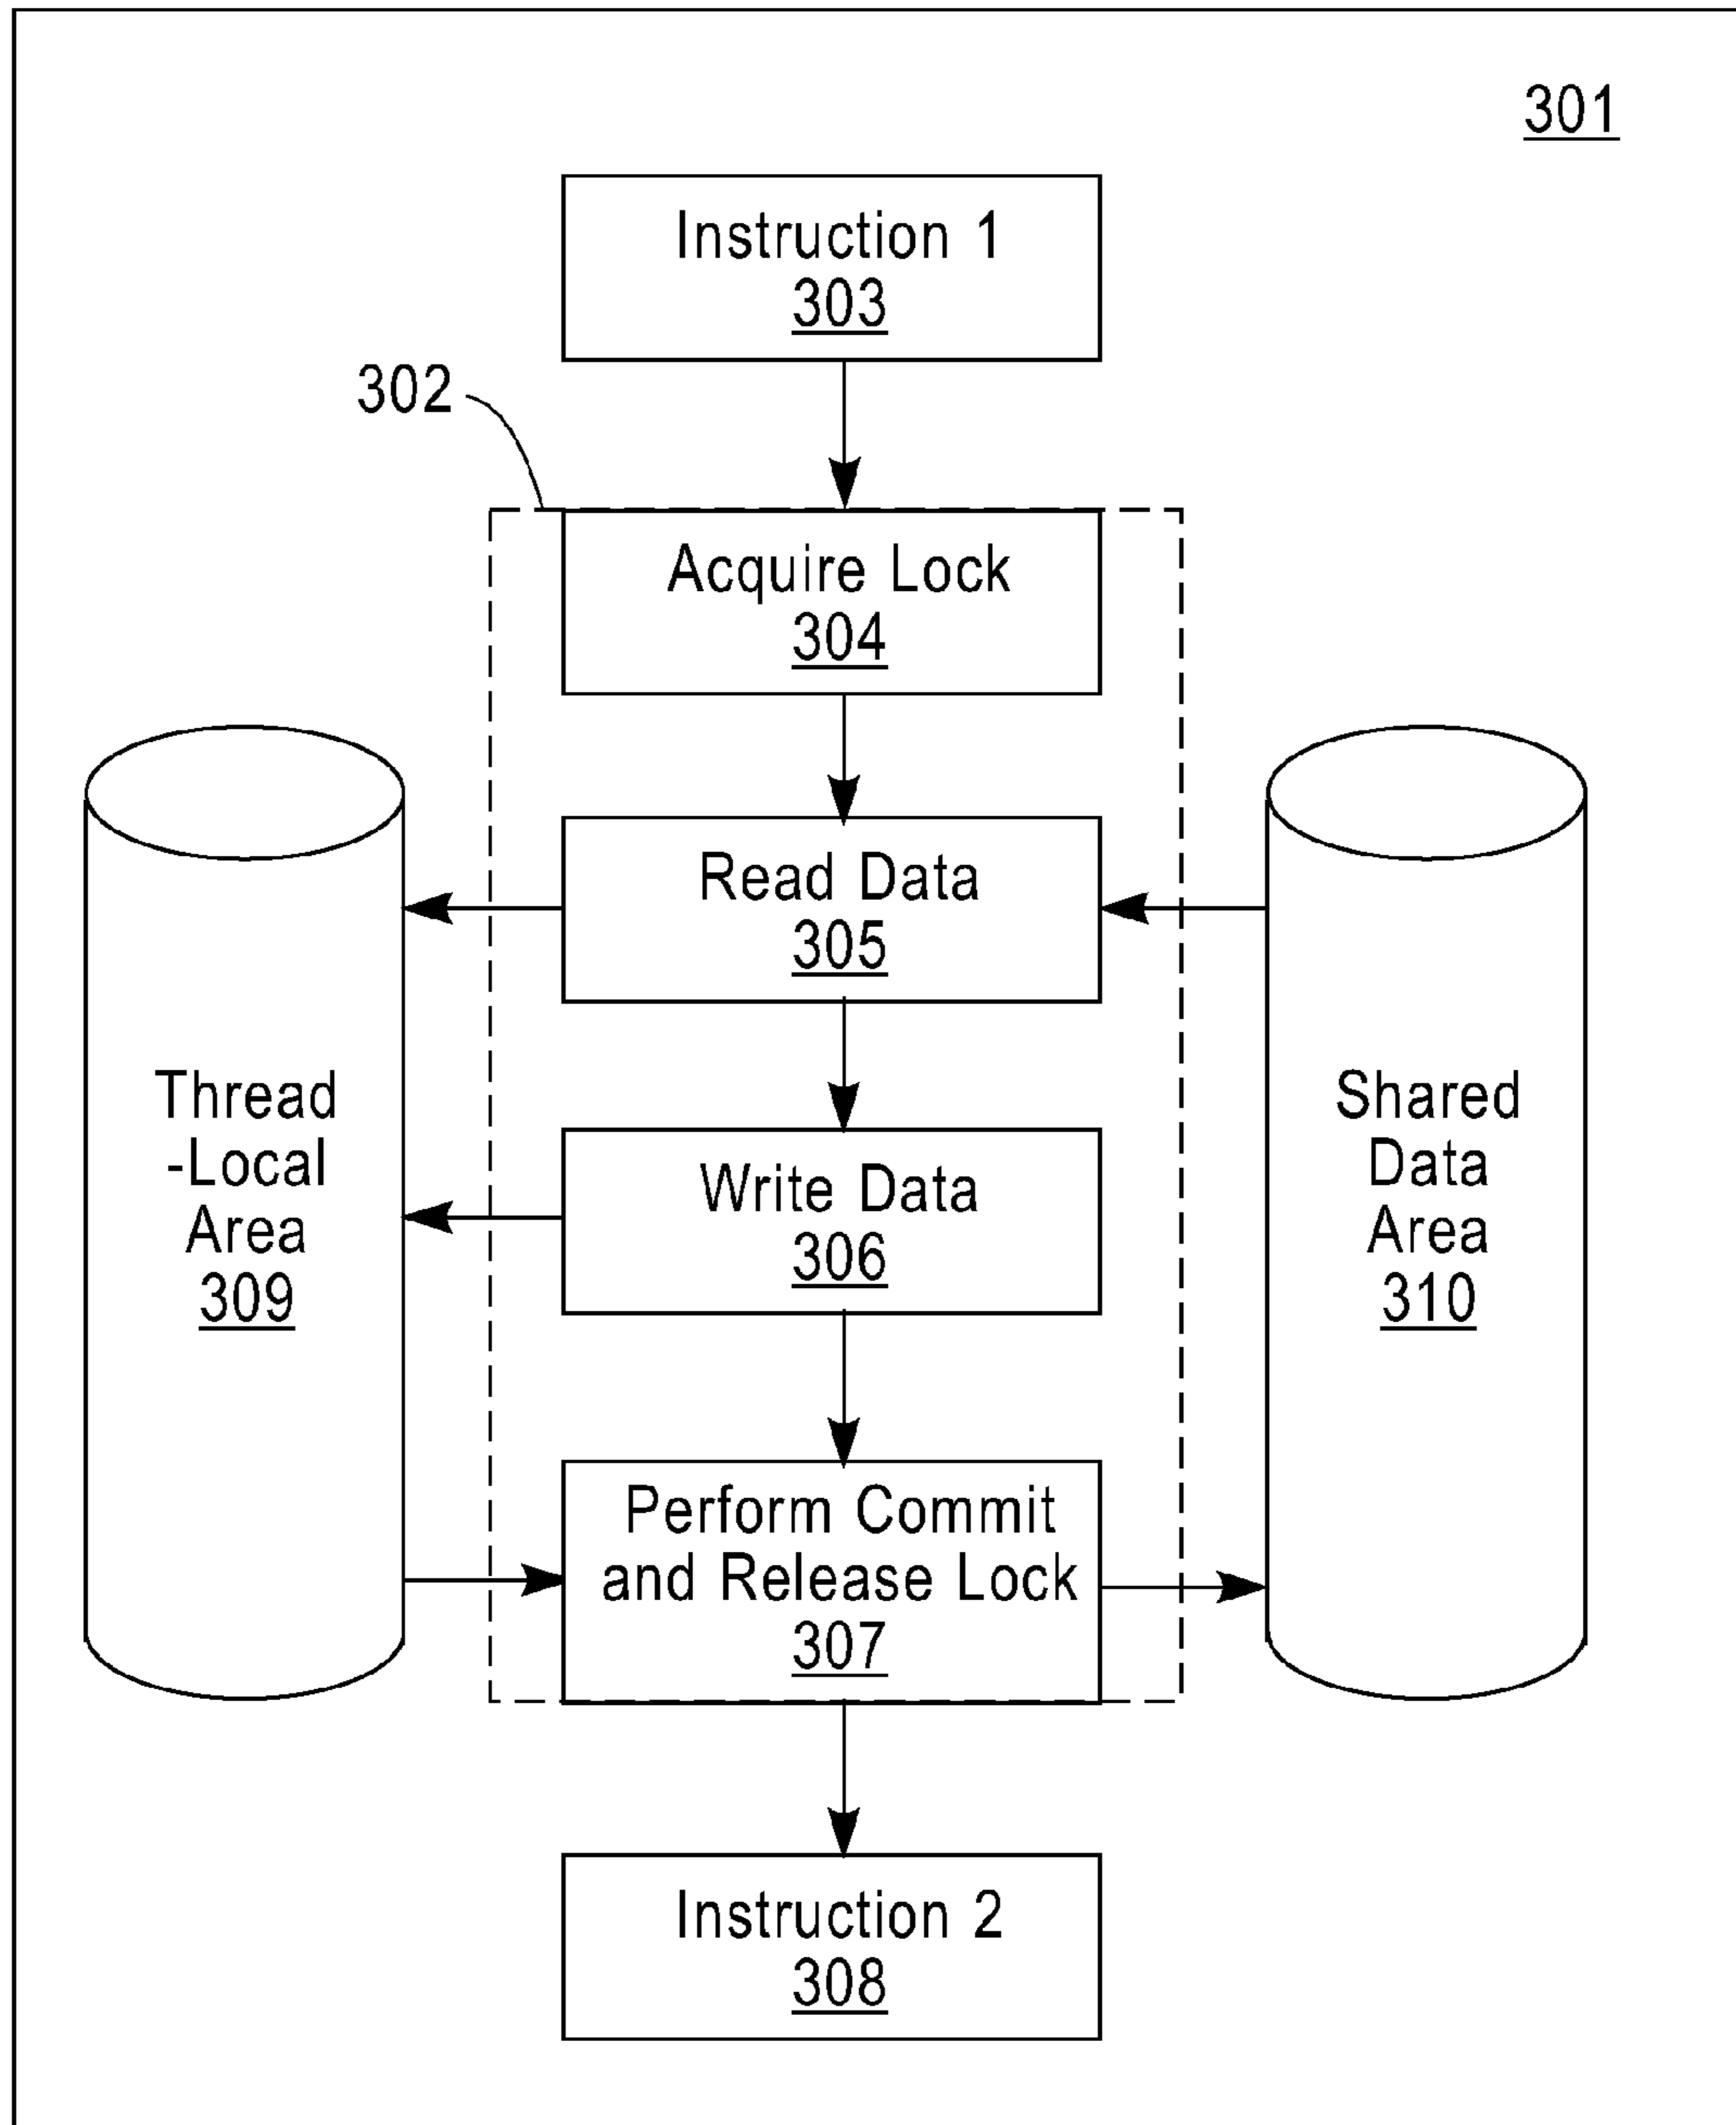 301
Instruction 1
303
302
Acquire Lock
304
Read Data
305
Thread
-Local
Area
309
Shared
Data
Area
310
Write Data
306
Perform Commit
and Release Lock
307
Instruction 2
308